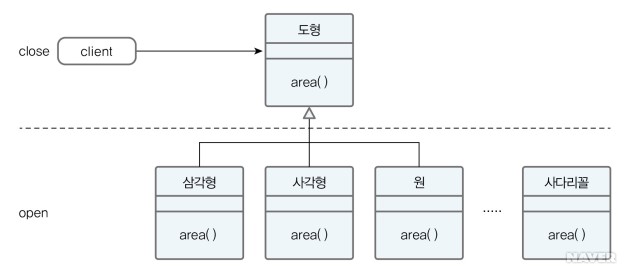 도형
close
client
area( )
삼각형
사각형
원
사다리꼴
open
.....
area( )
area( )
area( )
area( )
NAVER